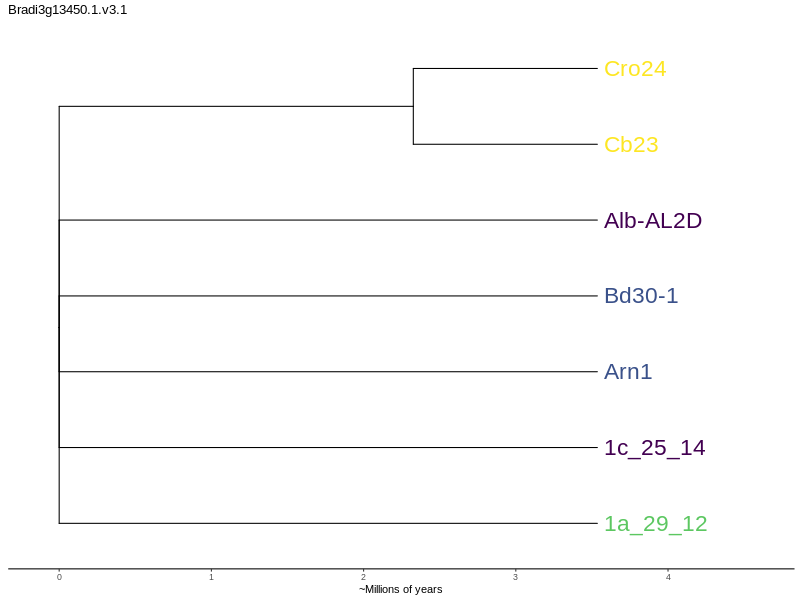 Bradi3g13450.1.v3.1
Cro24
Cb23
Alb-AL2D
Bd30-1
Arn1
1c_25_14
1a_29_12
0 1 2 3 4
~Millions of years